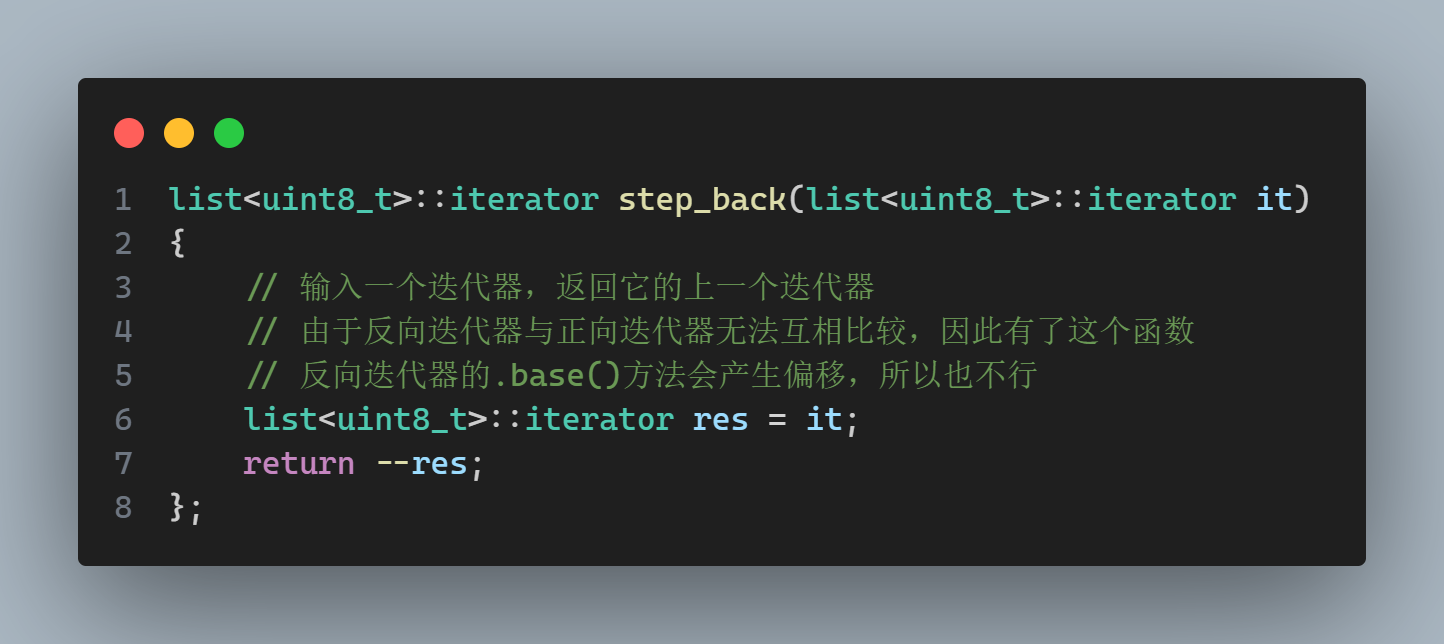 1 list<uint8_t>::iterator step_back(list<uint8_t>::iterator it)
2 {
3     // 输入一个迭代器，返回它的上一个迭代器
4     // 由于反向迭代器与正向迭代器无法互相比较，因此有了这个函数
5     // 反向迭代器的.base()方法会产生偏移，所以也不行
6     list<uint8_t>::iterator res = it;
7     return --res;
8 };